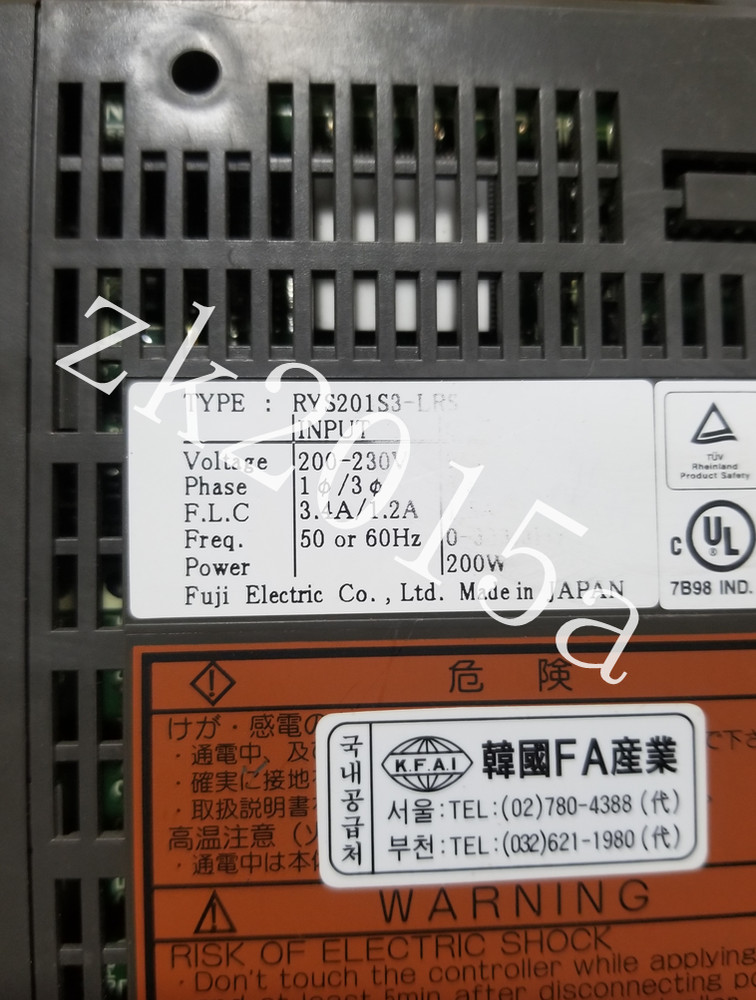 TYPE : RYS201S3-LRS
INPUT
Voltage 200-230V
Phase 1φ/3φ
F.L.C 3.4A/1.2A
Freq. 50 or 60Hz
Power 200W
Fuji Electric Co., Ltd. Made in JAPAN
TÜV
Rheinland
Product Safety
C UL
7B98 IND.
zk2015a
危 険
けが・感電の
・通電中、及
・確実に接地
・取扱説明書
高温注意
・通電中は本体
국내공급처
K.F.A.I
韓國FA産業
서울:TEL:(02)780-4388(代)
부천:TEL:(032)621-1980(代)
WARNING
RISK OF ELECTRIC SHOCK
・Don't touch the controller while applying
5min after disconnecting